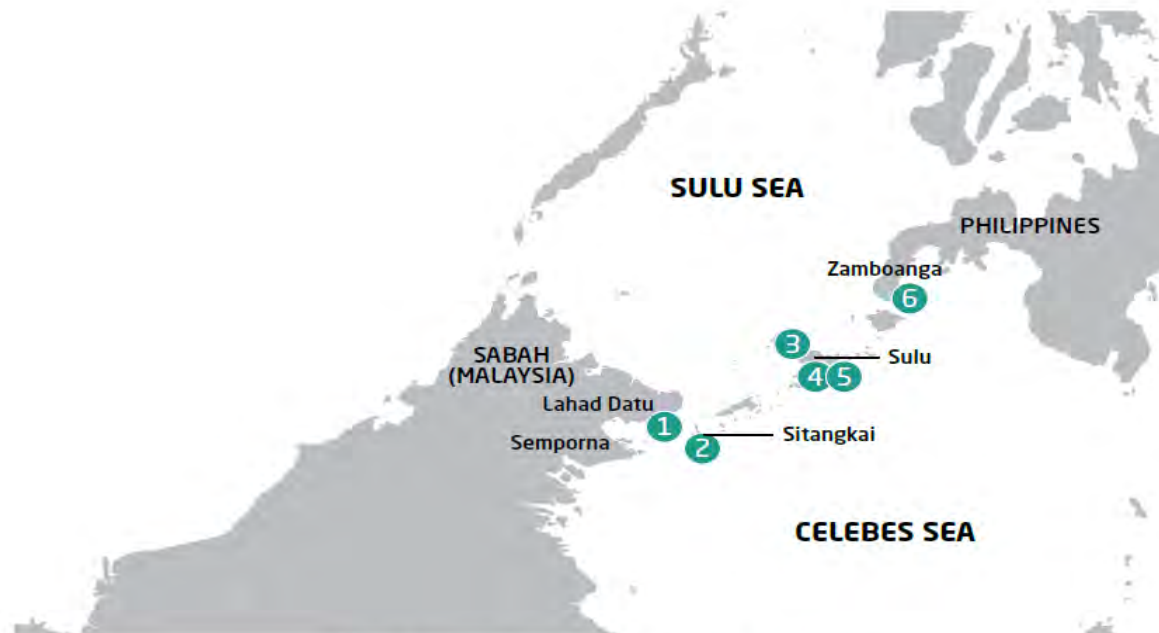 SULU SEA
PHILIPPINES
Zamboanga
6
3
Sulu
SABAH
(MALAYSIA)
4
5
Lahad Datu
1
Sitangkai
Semporna
2
CELEBES SEA